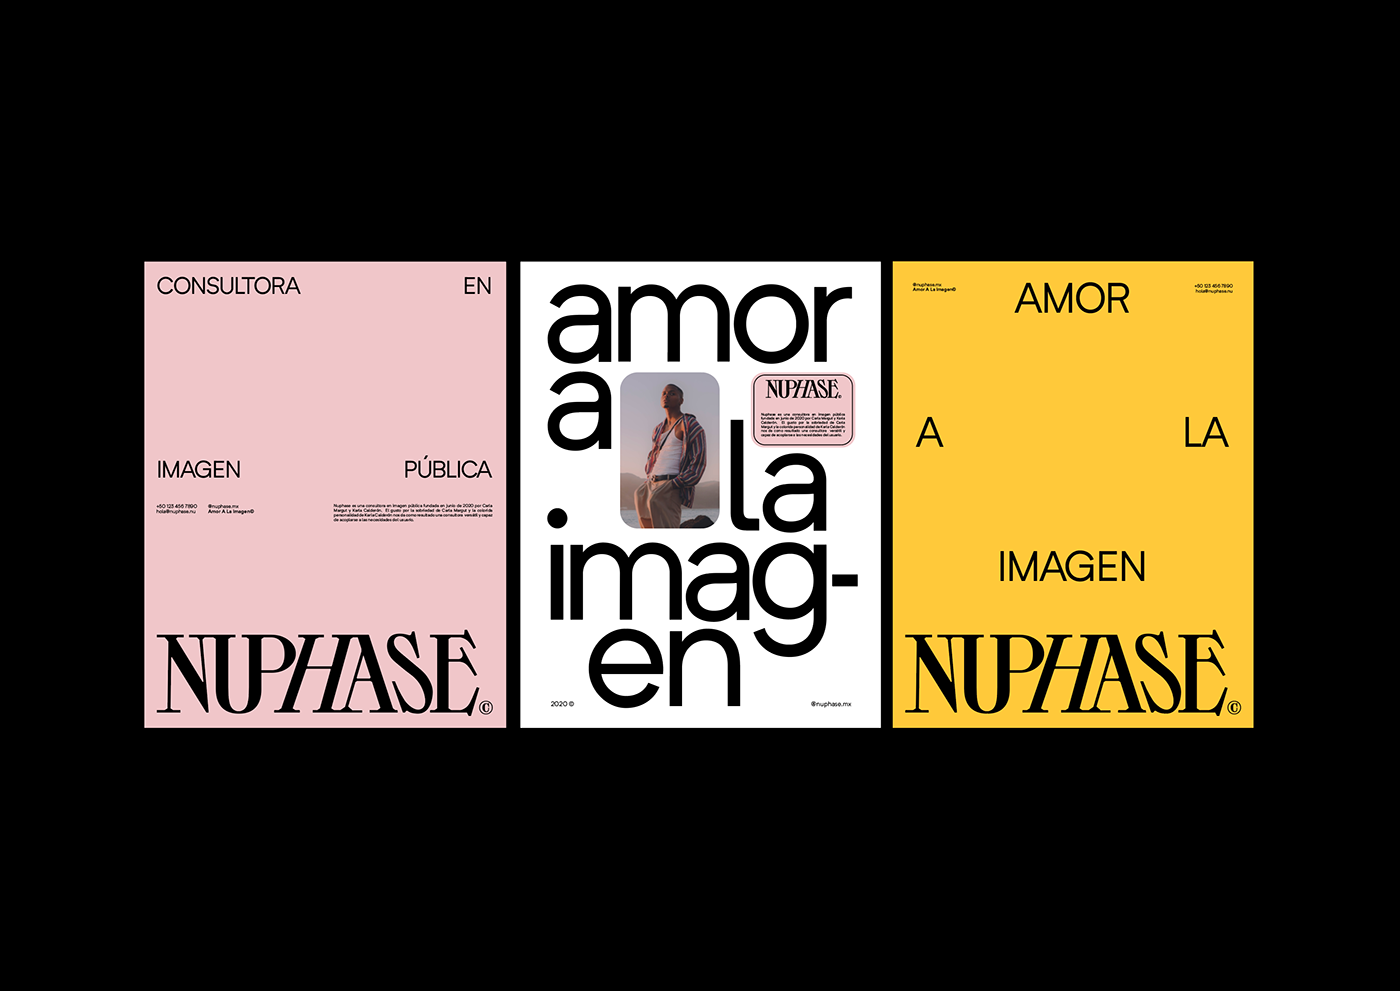 CONSULTORA EN
IMAGEN PÚBLICA
+60 123 456 7890
hola@nuphase.nu
@nuphase.mx
Amor A La Imagen©
Nuphase es una consultora en imagen pública fundada en junio de 2020 por Carla
Margut y Karla Calderón. El gusto por la sobriedad de Carla Margut y la colorida
personalidad de Karla Calderón nos da como resultado una consultora versátil y capaz
de acoplarse a las necesidades del usuario.
NUPHASE©
amor
a
NUPHASE©
Nuphase es una consultora en imagen pública
fundada en junio de 2020 por Carla Margut y Karla
Calderón. El gusto por la sobriedad de Carla
Margut y la colorida personalidad de Karla Calderón
nos da como resultado una consultora versátil y
capaz de acoplarse a las necesidades del usuario.
la
imag-
en
2020 ©
@nuphase.mx
@nuphase.mx
Amor A La Imagen©
AMOR
+60 123 456 7890
hola@nuphase.nu
A LA
IMAGEN
NUPHASE©